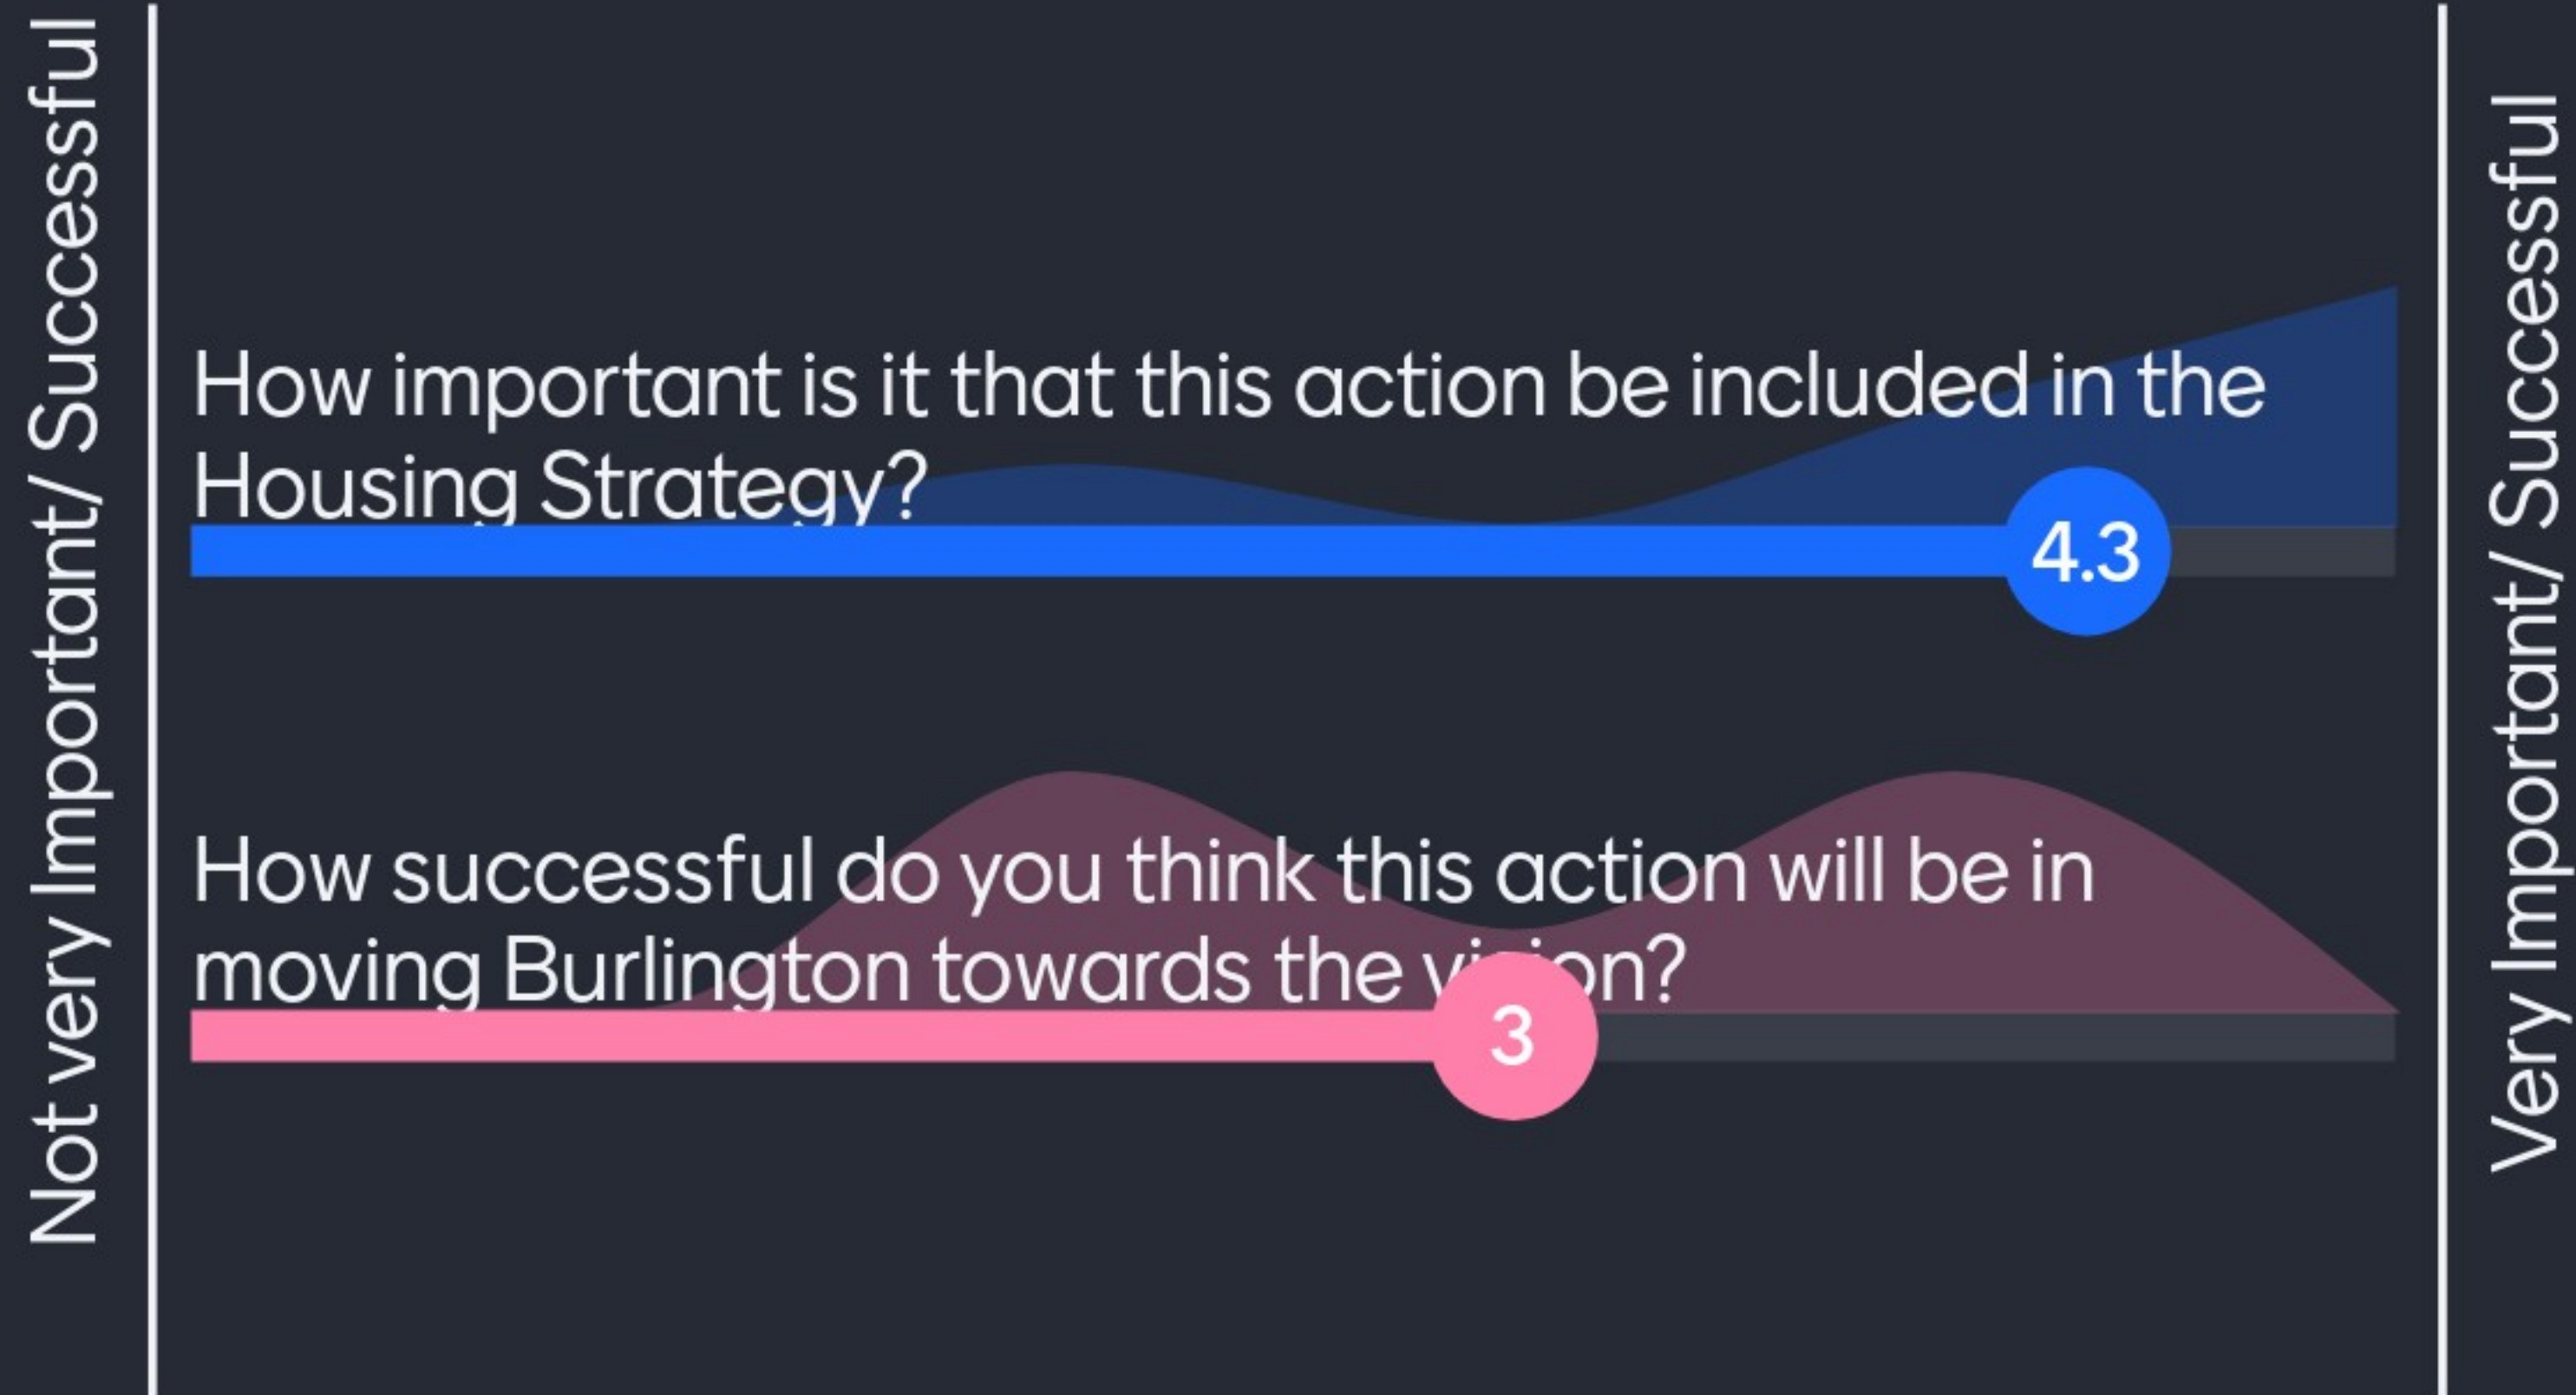 Not very Important/ Successful
How important is it that this action be included in the
Housing Strategy?
4.3
How successful do you think this action will be in
moving Burlington towards the vision?
3
Very Important/ Successful